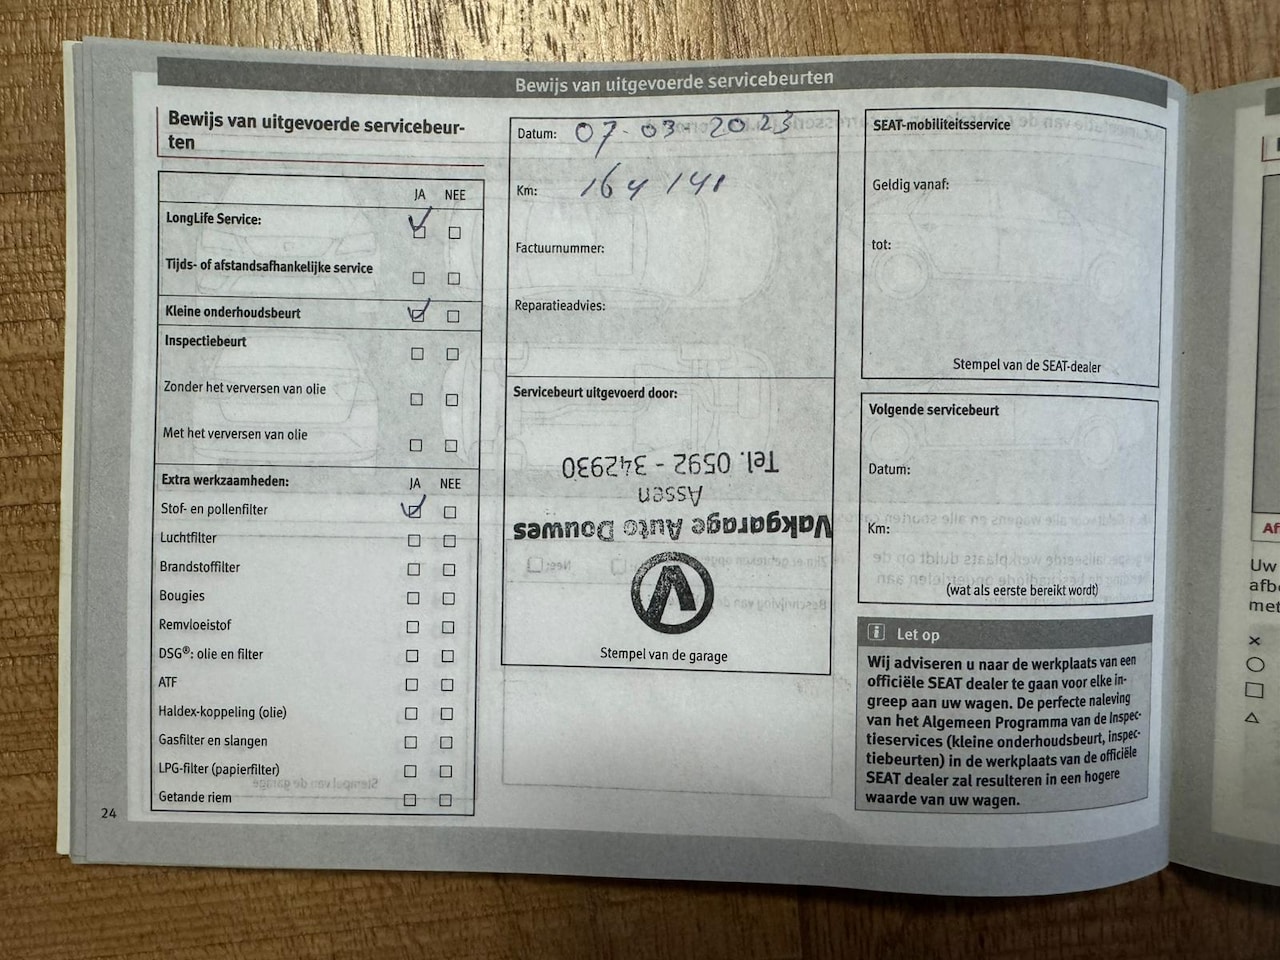 Bewijs van uitgevoerde servicebeurten
Bewijs van uitgevoerde servicebeur-
ten
JA NEE
LongLife Service:
Tijds- of afstandsafhankelijke service
Kleine onderhoudsbeurt
Inspectiebeurt
Zonder het verversen van olie
Met het verversen van olie
Extra werkzaamheden: JA NEE
Stof- en pollenfilter
Luchtfilter
Brandstoffilter
Bougies
Remvloeistof
DSG®: olie en filter
ATF
Haldex-koppeling (olie)
Gasfilter en slangen
LPG-filter (papierfilter)
Getande riem
24
Datum: 07-03-2023
Km: 164 141
Factuurnummer:
Reparatieadvies:
Servicebeurt uitgevoerd door:
Vakgarage Auto Douwes
Assen
Tel. 0592 - 342930
Stempel van de garage
SEAT-mobiliteitsservice
Geldig vanaf:
tot:
Stempel van de SEAT-dealer
Volgende servicebeurt
Datum:
Km:
(wat als eerste bereikt wordt)
i Let op
Wij adviseren u naar de werkplaats van een
officiële SEAT dealer te gaan voor elke in-
greep aan uw wagen. De perfecte naleving
van het Algemeen Programma van de Inspec-
tieservices (kleine onderhoudsbeurt, inspec-
tiebeurten) in de werkplaats van de officiële
SEAT dealer zal resulteren in een hogere
waarde van uw wagen.
Af
Uw
afb
met